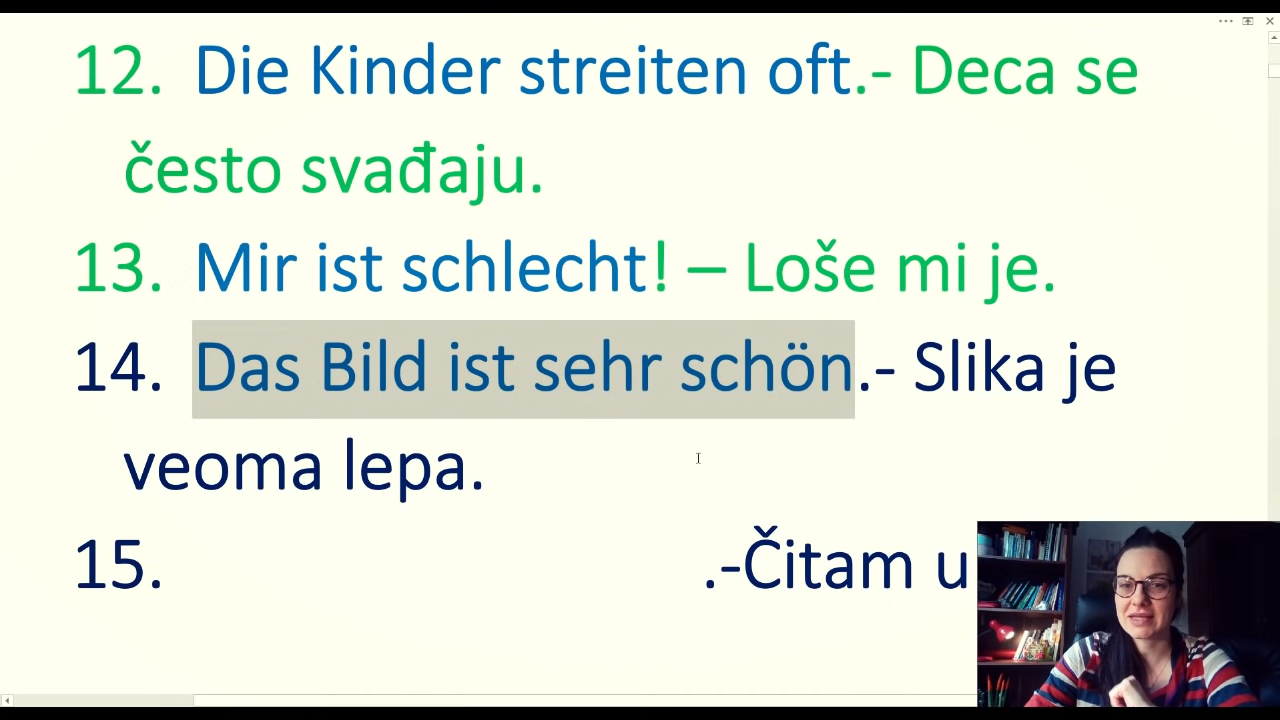 12. Die Kinder streiten oft.- Deca se
često svađaju.
13. Mir ist schlecht! – Loše mi je.
14. Das Bild ist sehr schön.- Slika je
veoma lepa.
15. .-Čitam u